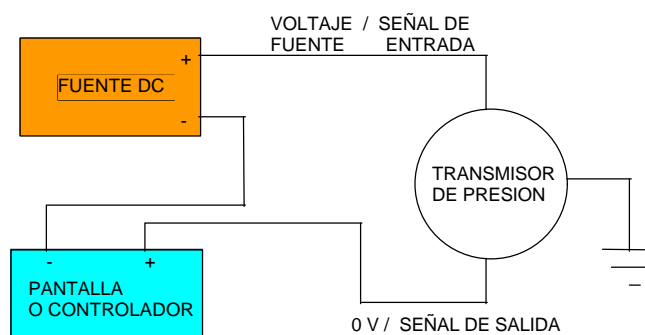 VOLTAJE / SEÑAL DE
FUENTE ENTRADA
+
FUENTE DC
-
TRANSMISOR
DE PRESION
- +
PANTALLA
O CONTROLADOR
0 V / SEÑAL DE SALIDA